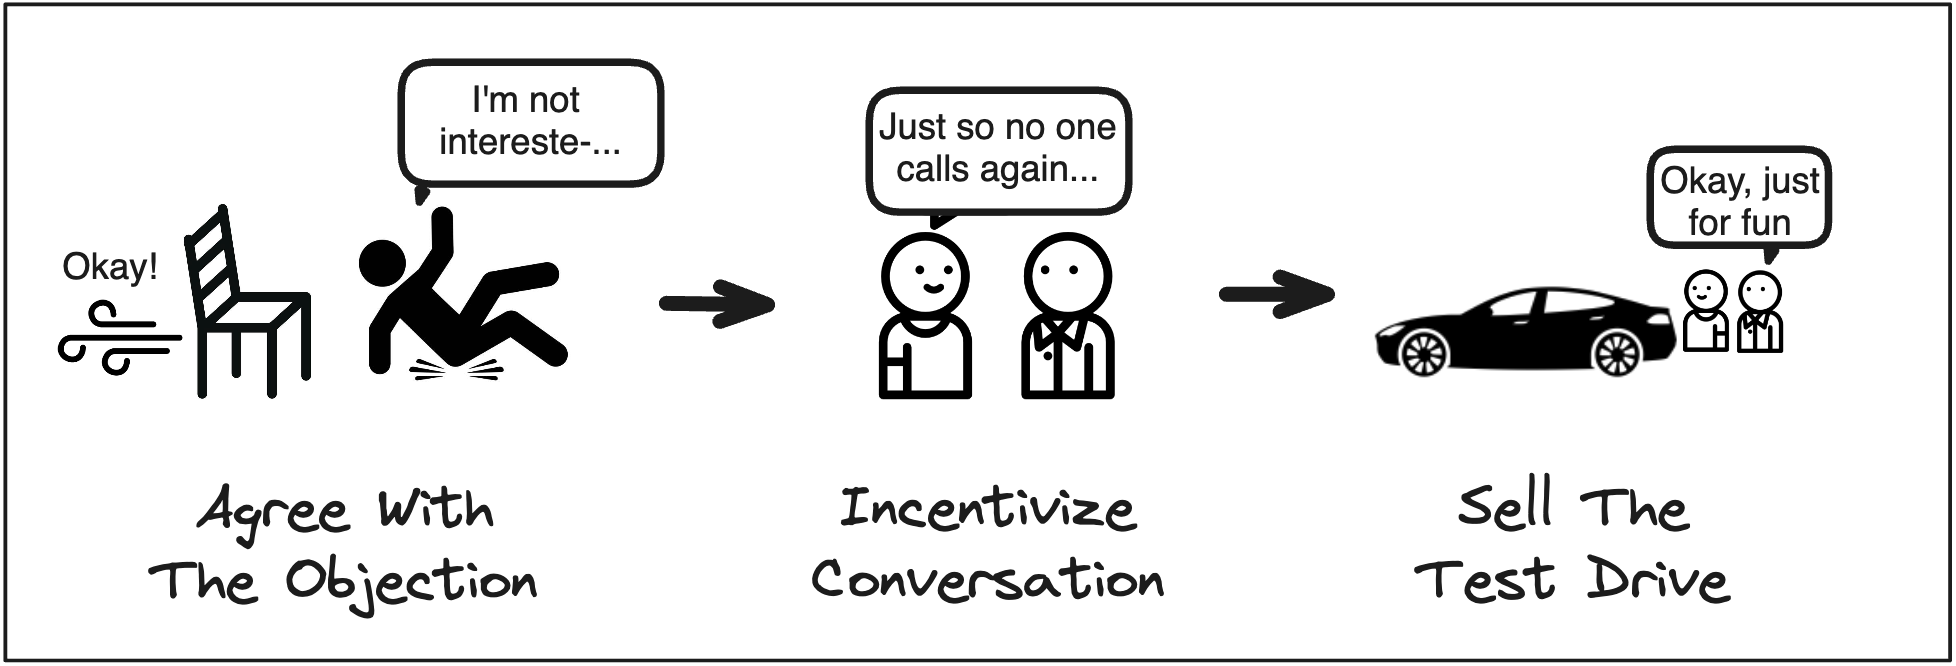 I'm not
intereste-...
Okay!
Agree With
The Objection
Just so no one
calls again...
Incentivize
Conversation
Okay, just
for fun
Sell The
Test Drive